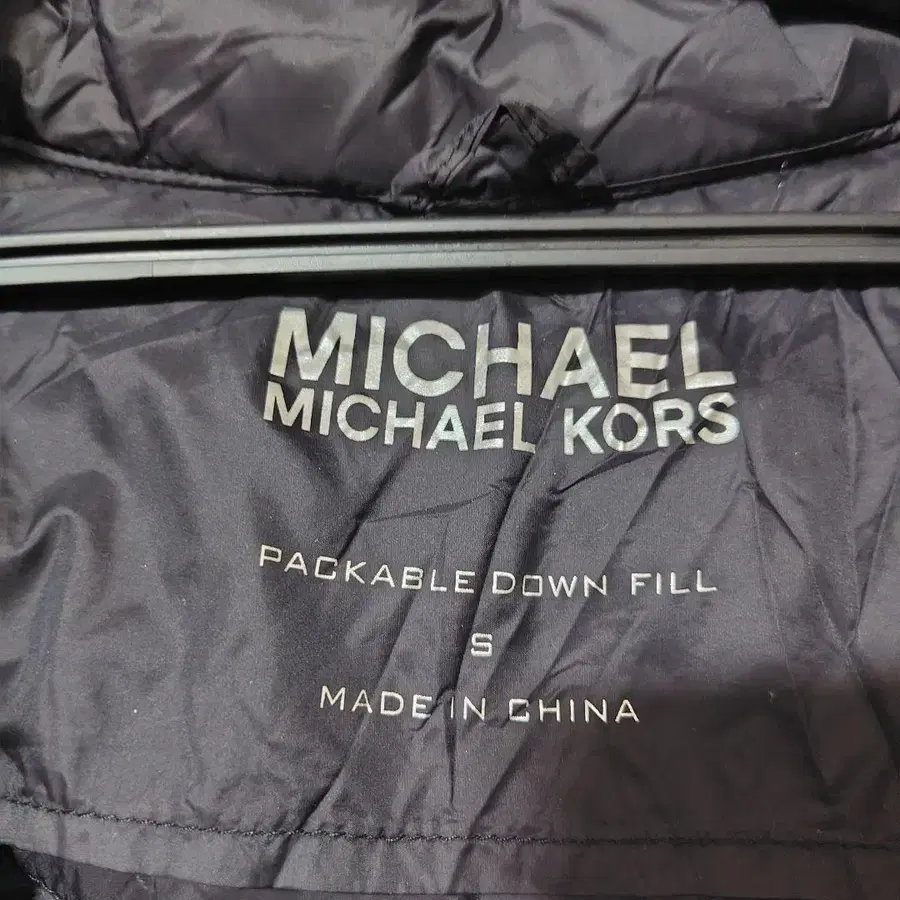 MICHAEL
MICHAEL KORS
PACKABLE DOWN FILL
S
MADE IN CHINA